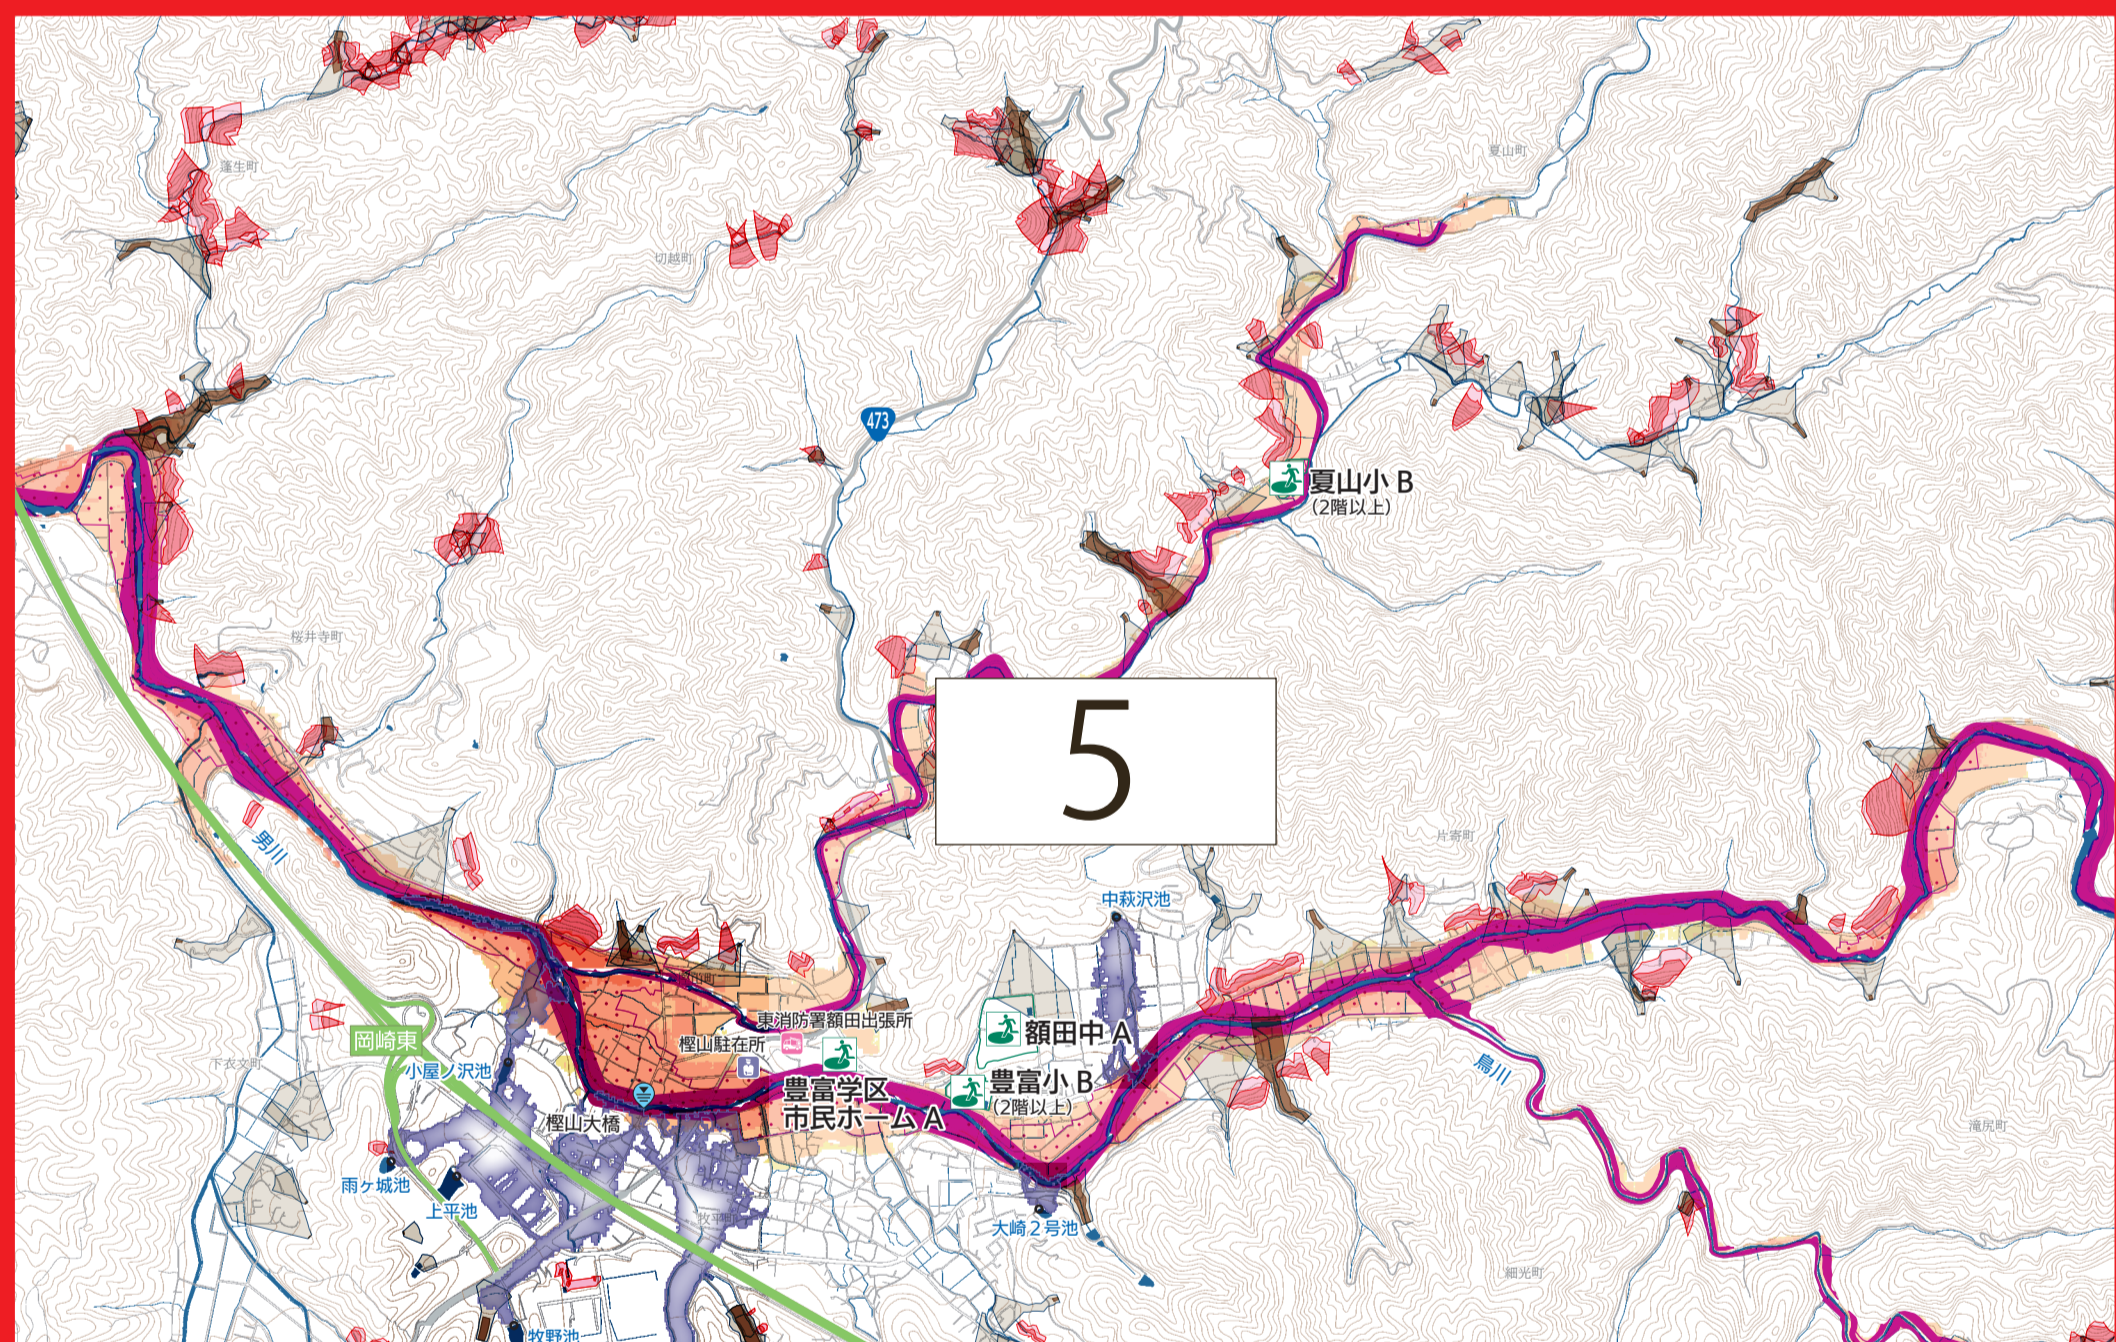 蓬生町
夏山町
切越町
473
夏山小 B
(2階以上)
桜井寺町
5
男川
片寄町
中萩沢池
東消防署額田出張所
額田中 A
岡崎東
樫山駐在所
下衣文町
小屋ノ沢池
鳥川
豊富学区
市民ホーム A
豊富小 B
(2階以上)
樫山大橋
滝尻町
雨ヶ城池
上平池
牧平町
大崎２号池
細光町
牧野池